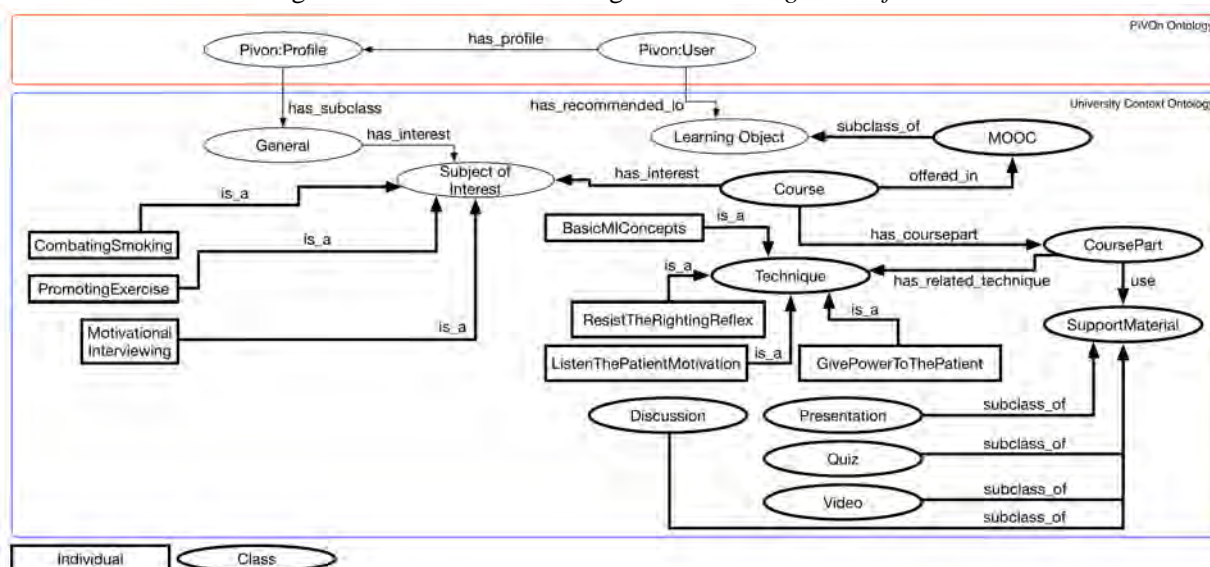 PiVOn Ontology
has_profile
Pivon:Profile
Pivon:User
has_subclass
has_recommended_lo
University Context Ontology
General
has_interest
Learning Object
subclass_of
MOOC
Subject of
Interest
has_interest
Course
offered_in
is_a
BasicMIConcepts
is_a
has_coursepart
CombatingSmoking
is_a
CoursePart
is_a
Technique
has_related_technique
use
PromotingExercise
is_a
ResistTheRightingReflex
SupportMaterial
Motivational
Interviewing
is_a
ListenThePatientMotivation
is_a
GivePowerToThePatient
Discussion
Presentation
subclass_of
Quiz
subclass_of
Video
subclass_of
subclass_of
Individual
Class